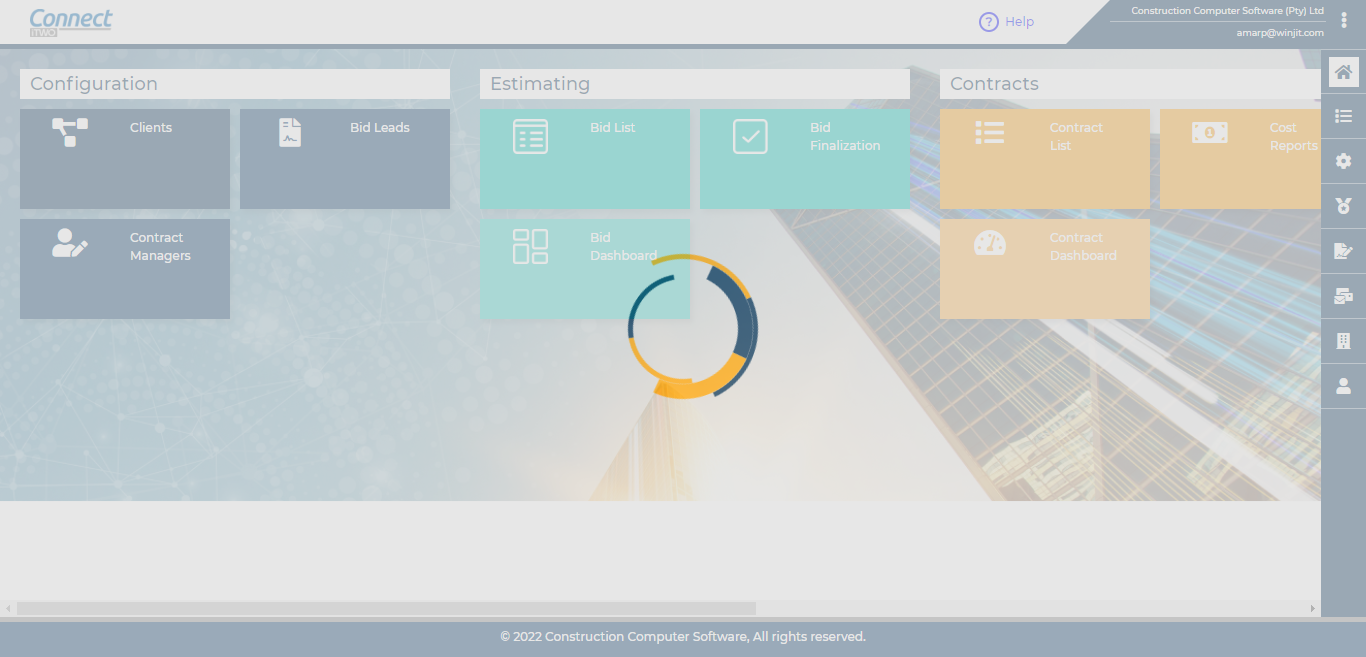 Connect
iTWO
? Help
Construction Computer Software (Pty) Ltd
amarp@winjit.com
Configuration
Estimating
Contracts
Clients
Bid Leads
Bid List
Bid
Finalization
Contract
List
1
Cost
Reports
Contract
Managers
Bid
Dashboard
Contract
Dashboard
© 2022 Construction Computer Software, All rights reserved.